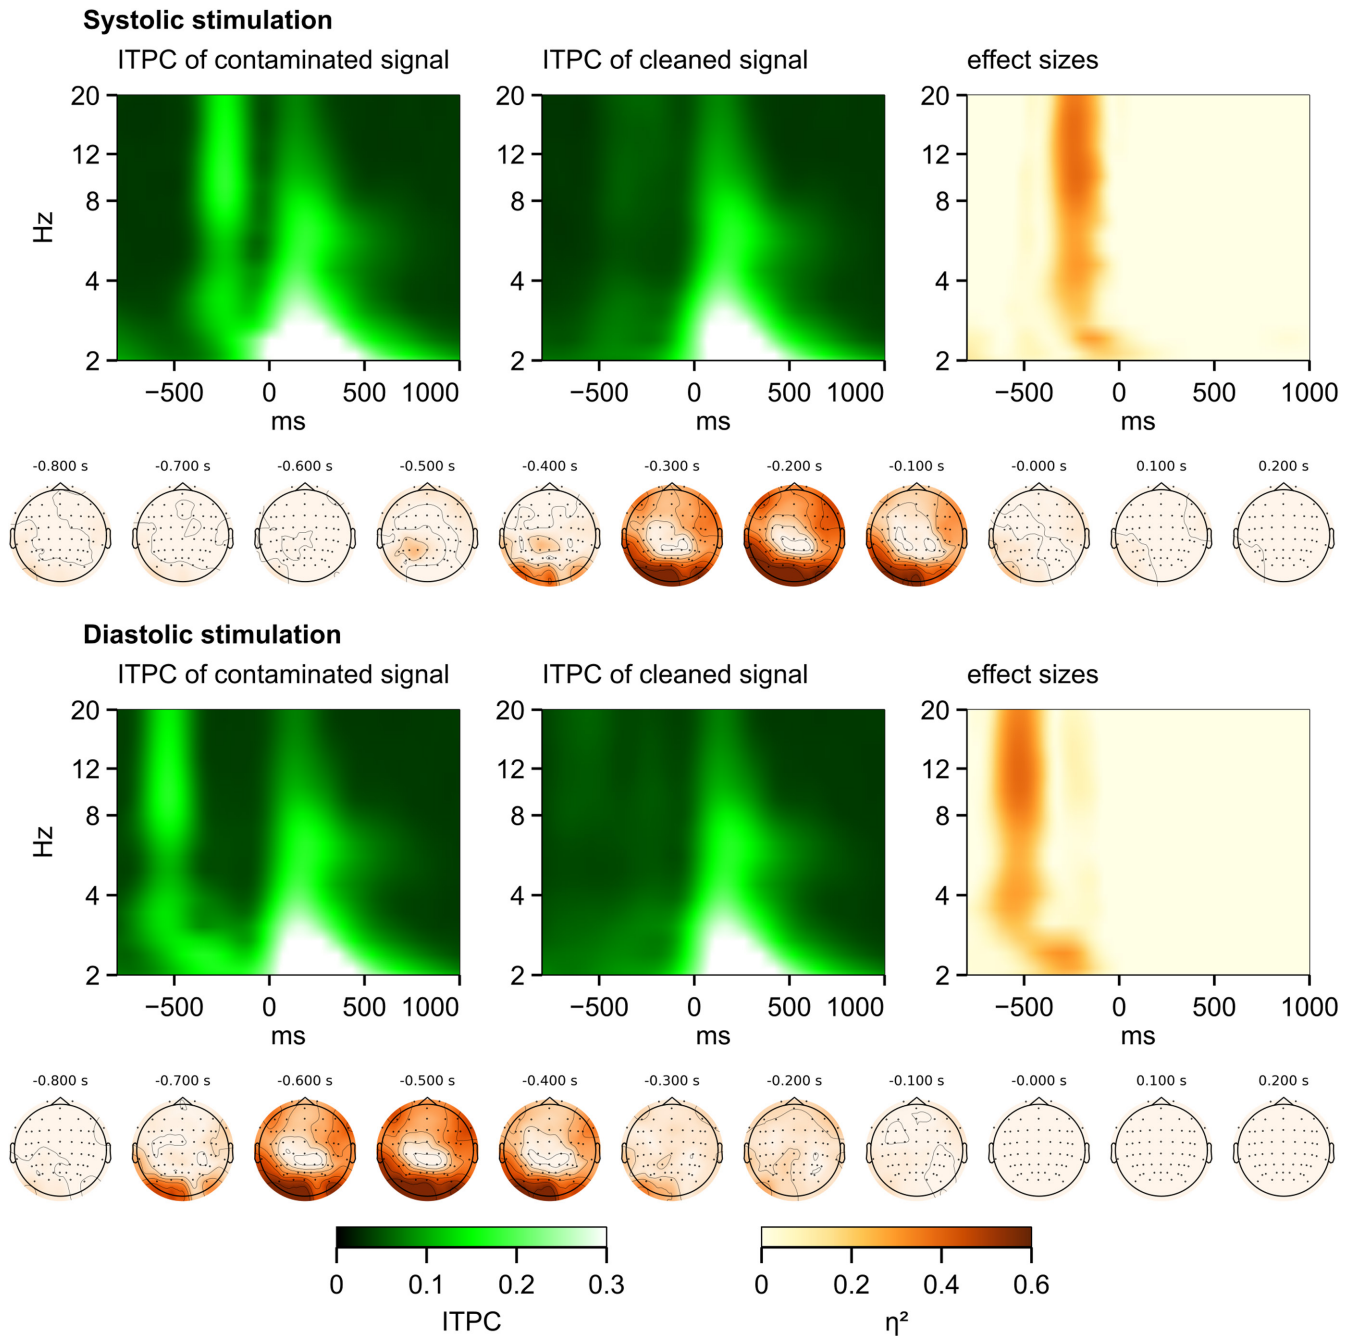 Systolic stimulation
ITPC of contaminated signal ITPC of cleaned signal effect sizes
20 20 20
12 12 12
8 8 8
Hz
4 4 4
2 2 2
−500 0 500 1000 −500 0 500 1000 −500 0 500 1000
ms ms ms
-0.800 s -0.700 s -0.600 s -0.500 s -0.400 s -0.300 s -0.200 s -0.100 s -0.000 s 0.100 s 0.200 s
Diastolic stimulation
ITPC of contaminated signal ITPC of cleaned signal effect sizes
20 20 20
12 12 12
8 8 8
Hz
4 4 4
2 2 2
−500 0 500 1000 −500 0 500 1000 −500 0 500 1000
ms ms ms
-0.800 s -0.700 s -0.600 s -0.500 s -0.400 s -0.300 s -0.200 s -0.100 s -0.000 s 0.100 s 0.200 s
0 0.1 0.2 0.3 0 0.2 0.4 0.6
ITPC η²